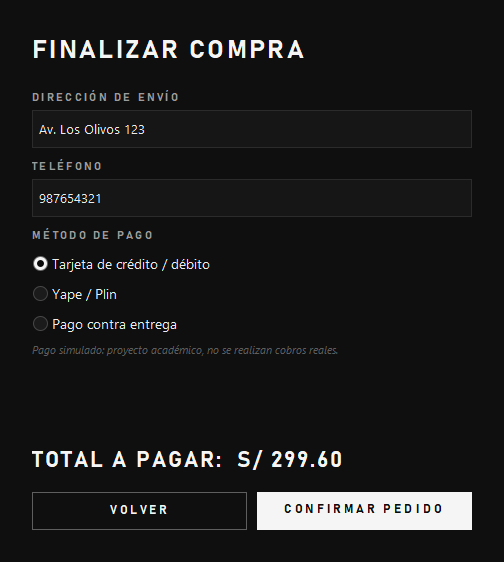 FINALIZAR COMPRA
DIRECCIÓN DE ENVÍO
Av. Los Olivos 123
TELÉFONO
987654321
MÉTODO DE PAGO
Tarjeta de crédito / débito
Yape / Plin
Pago contra entrega
Pago simulado: proyecto académico, no se realizan cobros reales.
TOTAL A PAGAR: S/ 299.60
VOLVER
CONFIRMAR PEDIDO